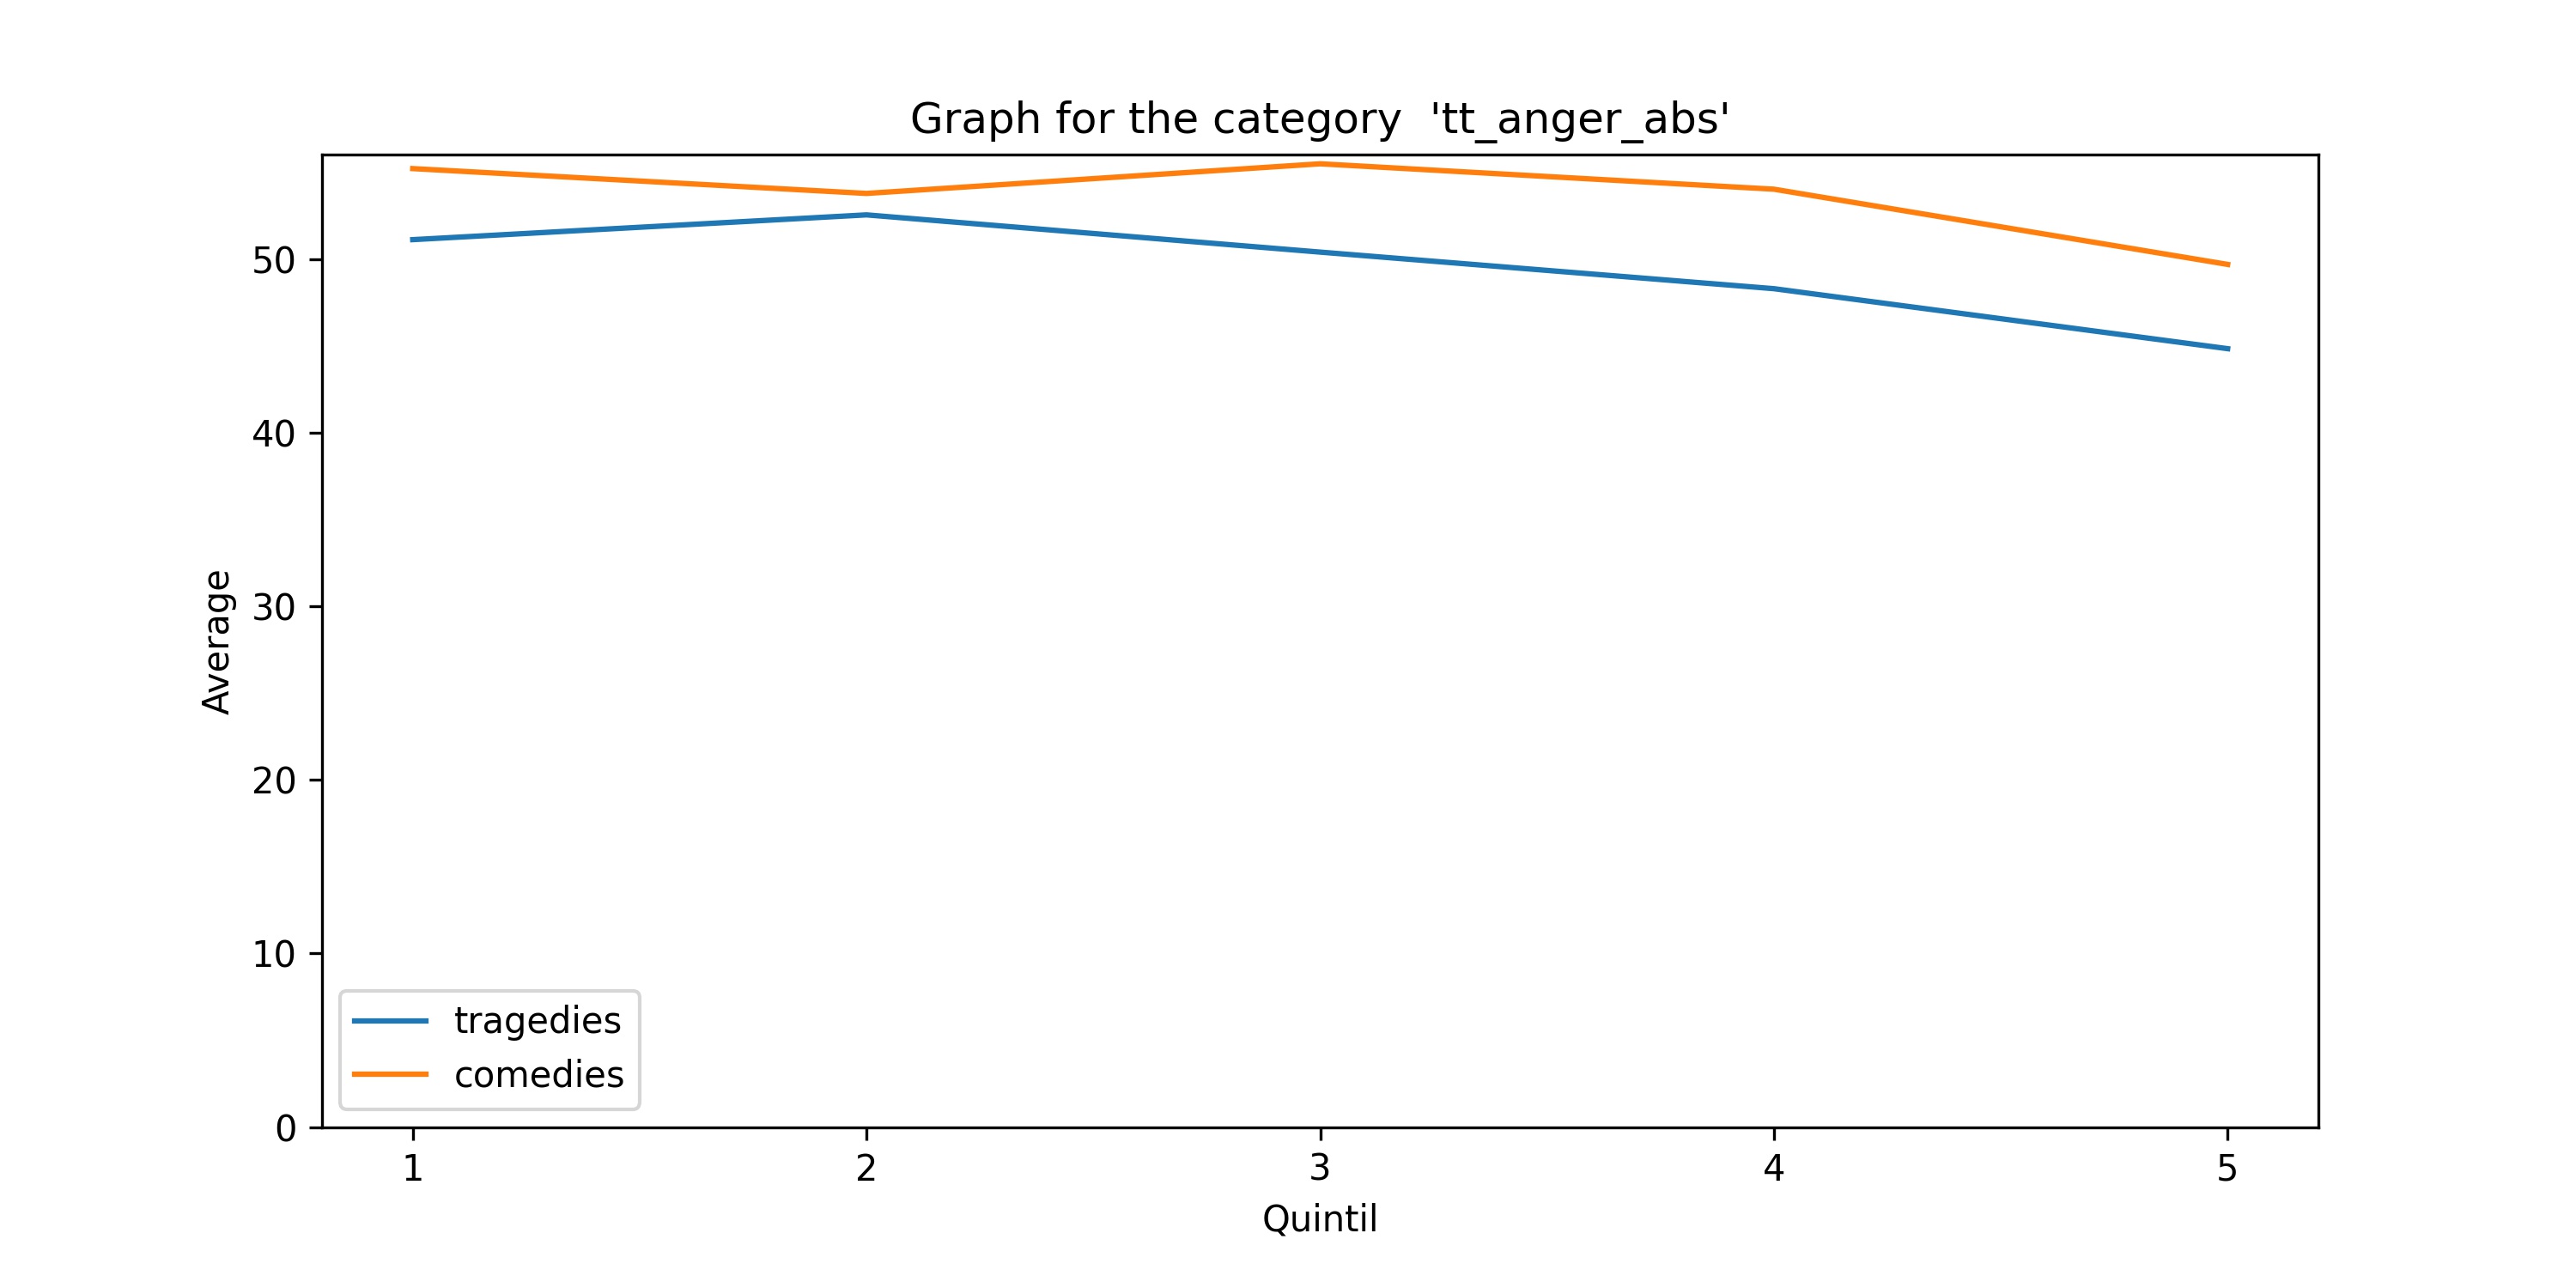 Graph for the category  'tt_anger_abs'
Average
50
40
30
20
10
0
tragedies
comedies
1 2 3 4 5
Quintil